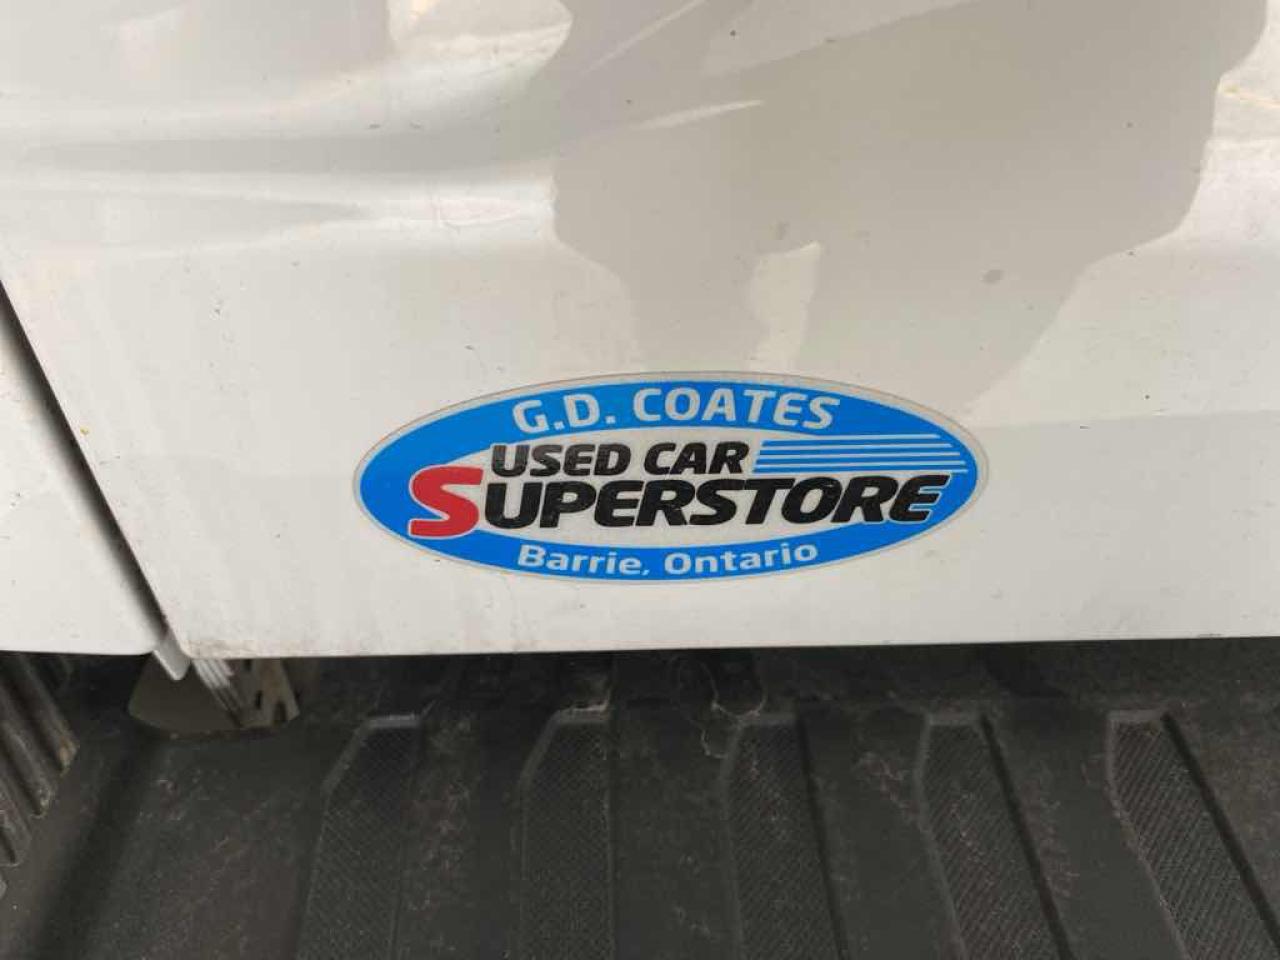 G.D. COATES
USED CAR
SUPERSTORE
Barrie, Ontario